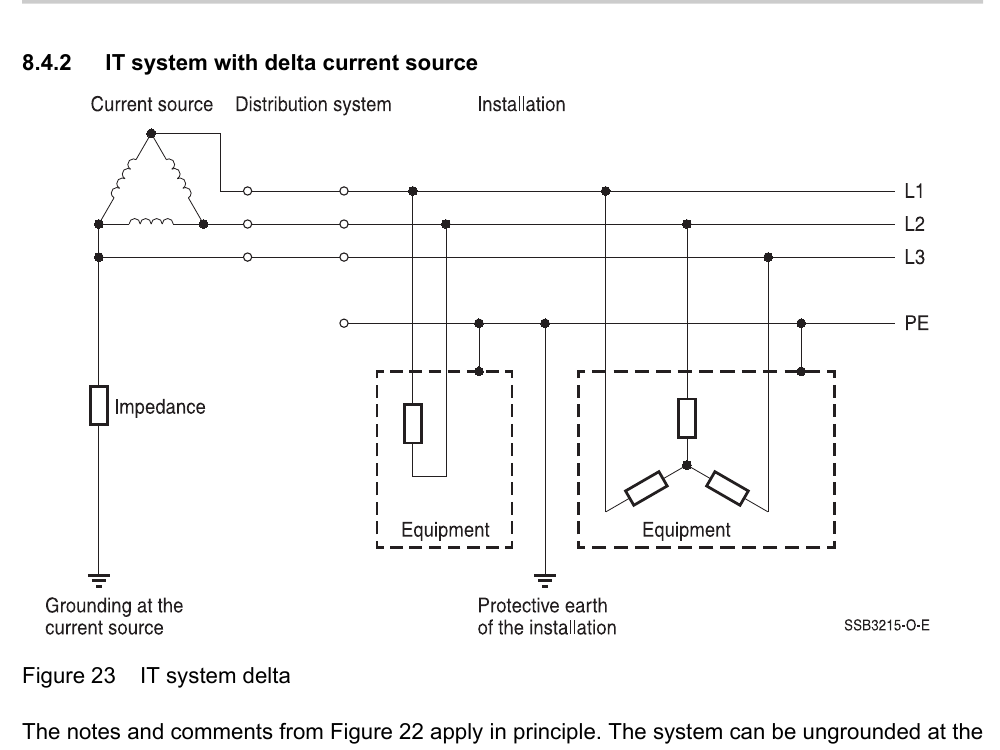 8.4.2 IT system with delta current source
Current source Distribution system Installation
L1
L2
L3
PE
Impedance
Equipment Equipment
Grounding at the
current source
Protective earth
of the installation
SSB3215-O-E
Figure 23 IT system delta
The notes and comments from Figure 22 apply in principle. The system can be ungrounded at the